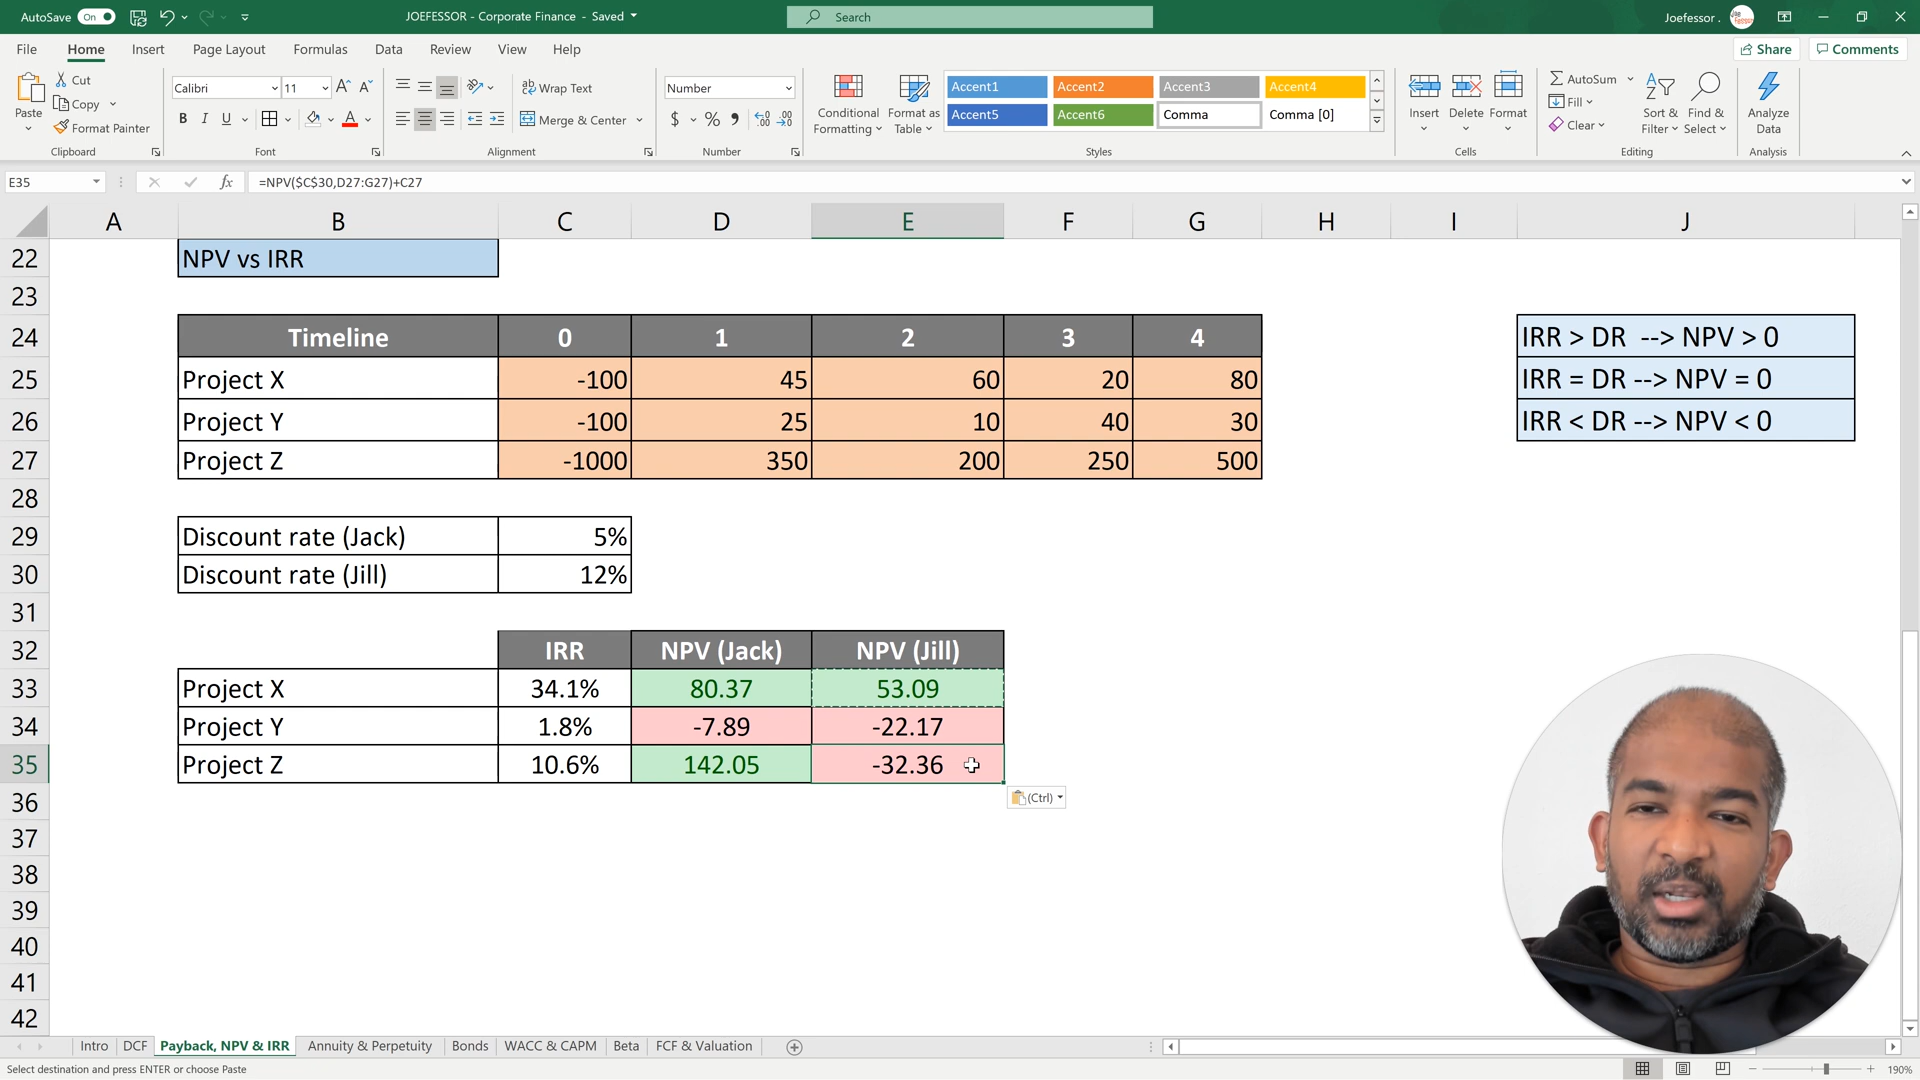 AutoSave On JOEFESSOR - Corporate Finance - Saved Search Joefessor .
File Home Insert Page Layout Formulas Data Review View Help Share Comments
Paste Cut Copy Format Painter Clipboard
Calibri 11 B I U A Font
Wrap Text Merge & Center Alignment
Number $ % Number
Conditional Formatting Format as Table
Accent1 Accent2 Accent3 Accent4
Accent5 Accent6 Comma Comma [0]
Styles
Insert Delete Format Cells
AutoSum Fill Clear Sort & Filter Find & Select Editing
Analyze Data Analysis
E35 fx =NPV($C$30,D27:G27)+C27
A B C D E F G H I J
22 NPV vs IRR
23
24 Timeline 0 1 2 3 4 IRR > DR --> NPV > 0
25 Project X -100 45 60 20 80 IRR = DR --> NPV = 0
26 Project Y -100 25 10 40 30 IRR < DR --> NPV < 0
27 Project Z -1000 350 200 250 500
28
29 Discount rate (Jack) 5%
30 Discount rate (Jill) 12%
31
32 IRR NPV (Jack) NPV (Jill)
33 Project X 34.1% 80.37 53.09
34 Project Y 1.8% -7.89 -22.17
35 Project Z 10.6% 142.05 -32.36
36 (Ctrl)
37
38
39
40
41
42
Intro DCF Payback, NPV & IRR Annuity & Perpetuity Bonds WACC & CAPM Beta FCF & Valuation
Select destination and press ENTER or choose Paste 190%